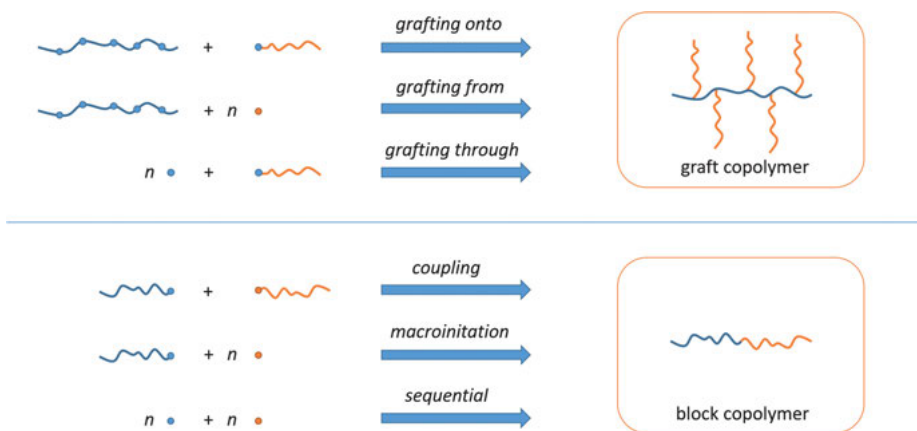 + grafting onto
+ n grafting from
n + grafting through
graft copolymer
+ coupling
+ n macroinitation
n + n sequential
block copolymer